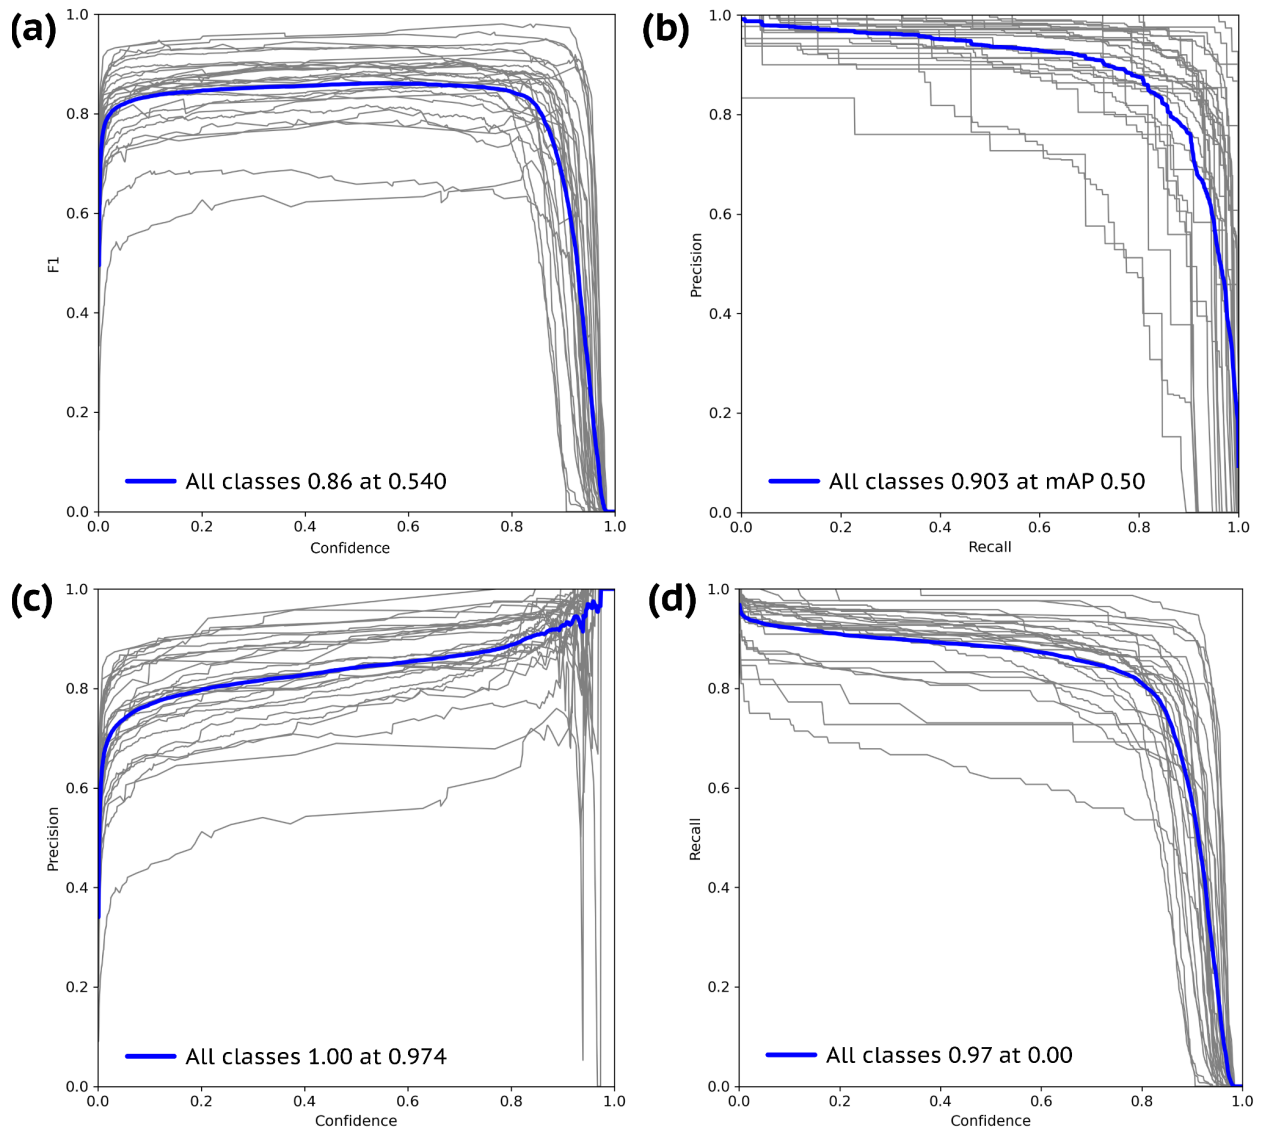 (a)
1.0
0.8
0.6
0.4
0.2
0.0
F1
All classes 0.86 at 0.540
0.0 0.2 0.4 0.6 0.8 1.0
Confidence
(b)
1.0
0.8
0.6
0.4
0.2
0.0
Precision
All classes 0.903 at mAP 0.50
0.0 0.2 0.4 0.6 0.8 1.0
Recall
(c)
1.0
0.8
0.6
0.4
0.2
0.0
Precision
All classes 1.00 at 0.974
0.0 0.2 0.4 0.6 0.8 1.0
Confidence
(d)
1.0
0.8
0.6
0.4
0.2
0.0
Recall
All classes 0.97 at 0.00
0.0 0.2 0.4 0.6 0.8 1.0
Confidence